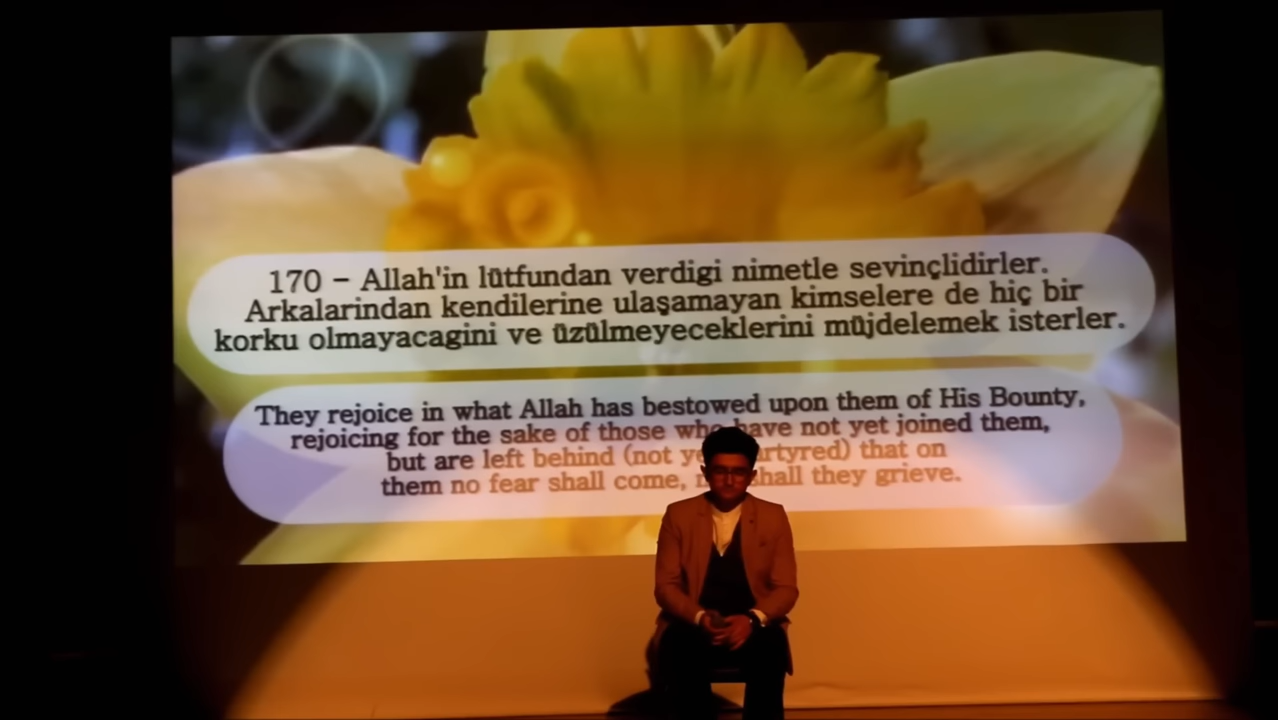 170 - Allah'in lütfundan verdigi nimetle sevinçlidirler.
Arkalarindan kendilerine ulaşamayan kimselere de hiç bir
korku olmayacagini ve üzülmeyeceklerini müjdelemek isterler.
They rejoice in what Allah has bestowed upon them of His Bounty,
rejoicing for the sake of those who have not yet joined them,
but are left behind (not that on
them no fear shall come, shall they grieve.